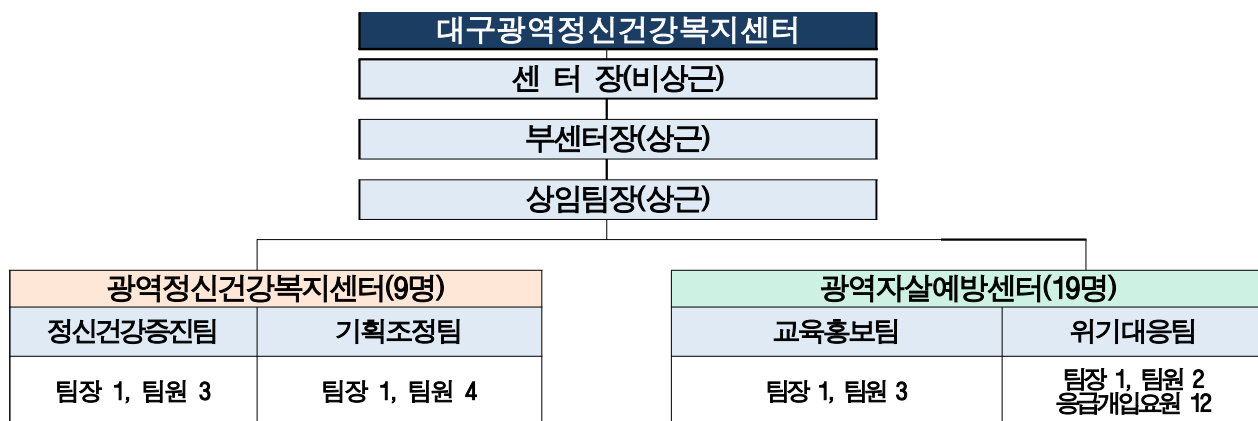 대구광역정신건강복지센터
센 터 장(비상근)
부센터장(상근)
상임팀장(상근)
광역정신건강복지센터(9명)
광역자살예방센터(19명)
정신건강증진팀
기획조정팀
교육홍보팀
위기대응팀
팀장 1, 팀원 3
팀장 1, 팀원 4
팀장 1, 팀원 3
팀장 1, 팀원 2
응급개입요원 12